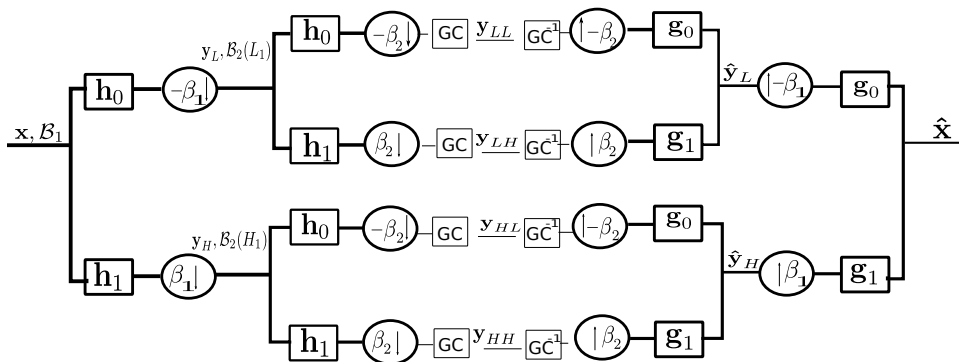 h₀ -β₂↓ GC y_LL GC⁻¹ ↑-β₂ g₀
y_L, B₂(L₁)
h₀ -β₁↓ ŷ_L ↑-β₁ g₀
x, B₁ x̂
h₁ β₂↓ GC y_LH GC⁻¹ ↑β₂ g₁
h₀ -β₂↓ GC y_HL GC⁻¹ ↑-β₂ g₀
y_H, B₂(H₁)
h₁ β₁↓ ŷ_H ↑β₁ g₁
h₁ β₂↓ GC y_HH GC⁻¹ ↑β₂ g₁